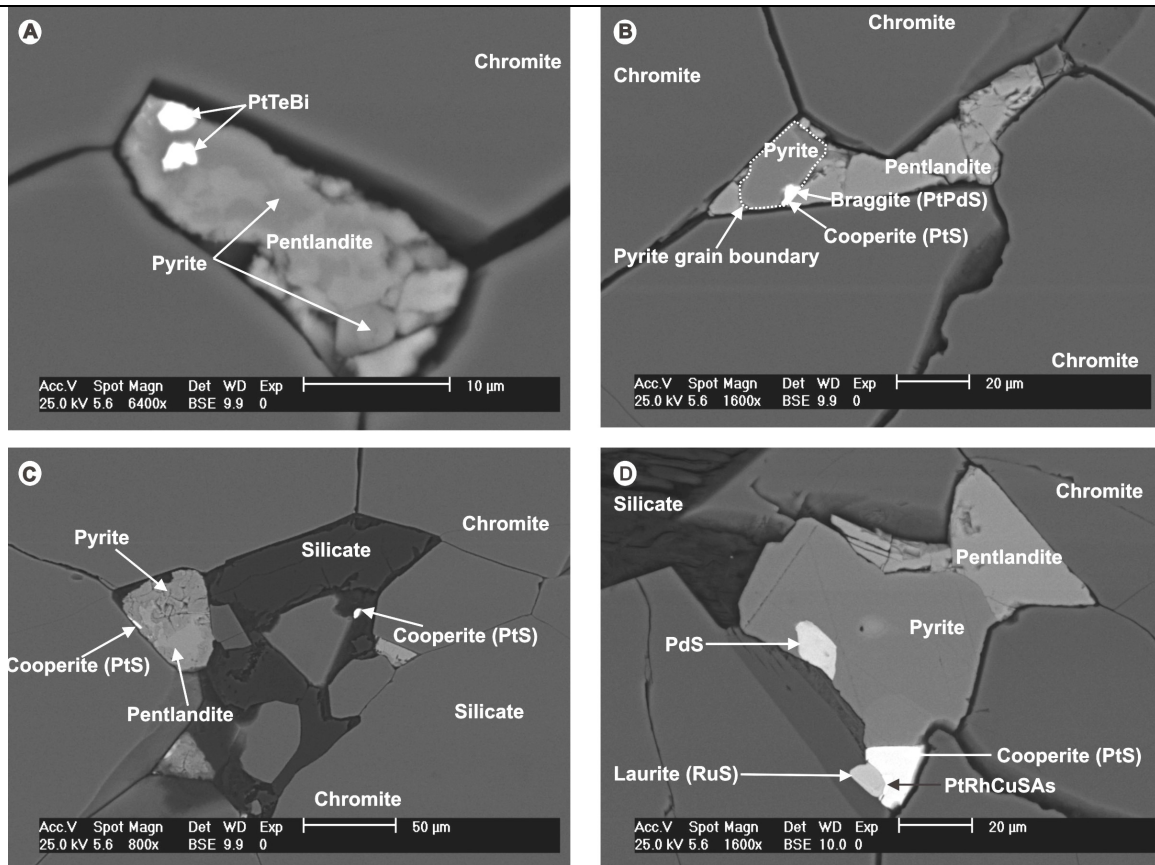 A
Chromite
PtTeBi
Pentlandite
Pyrite
Acc.V Spot Magn Det WD Exp 10 µm
25.0 kV 5.6 6400x BSE 9.9 0
B
Chromite
Chromite
Pyrite
Pentlandite
Braggite (PtPdS)
Cooperite (PtS)
Pyrite grain boundary
Chromite
Acc.V Spot Magn Det WD Exp 20 µm
25.0 kV 5.6 1600x BSE 9.9 0
C
Chromite
Pyrite
Silicate
Cooperite (PtS)
Cooperite (PtS)
Pentlandite
Silicate
Chromite
Acc.V Spot Magn Det WD Exp 50 µm
25.0 kV 5.6 800x BSE 9.9 0
D
Silicate
Chromite
Pentlandite
Pyrite
PdS
Cooperite (PtS)
Laurite (RuS)
PtRhCuSAs
Acc.V Spot Magn Det WD Exp 20 µm
25.0 kV 5.6 1600x BSE 10.0 0